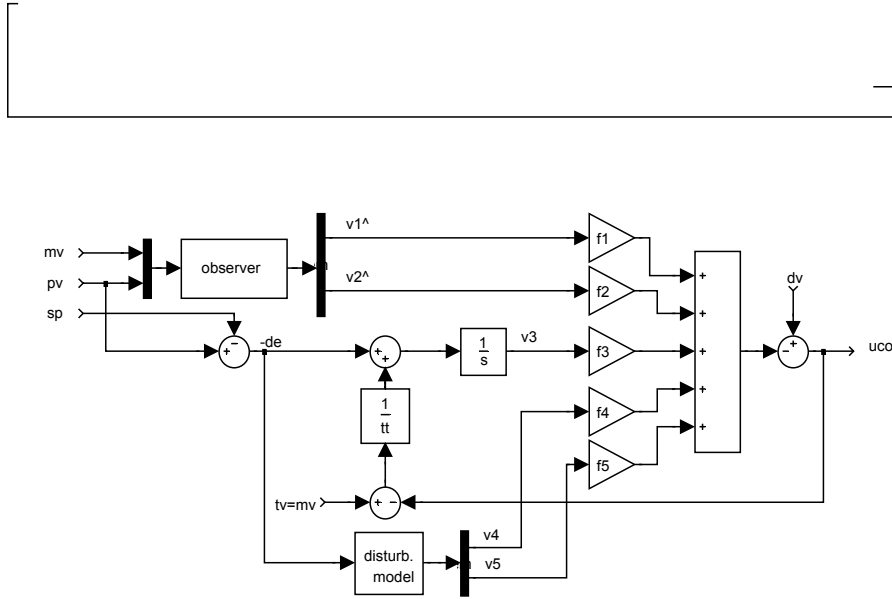 mv
pv
sp
observer
v1^
v2^
f1
f2
dv
-de
v3
1
s
f3
uco
1
tt
f4
f5
tv=mv
v4
v5
disturb.
model
+
+
+
+
+
+
−
+
+
−
+
+
−